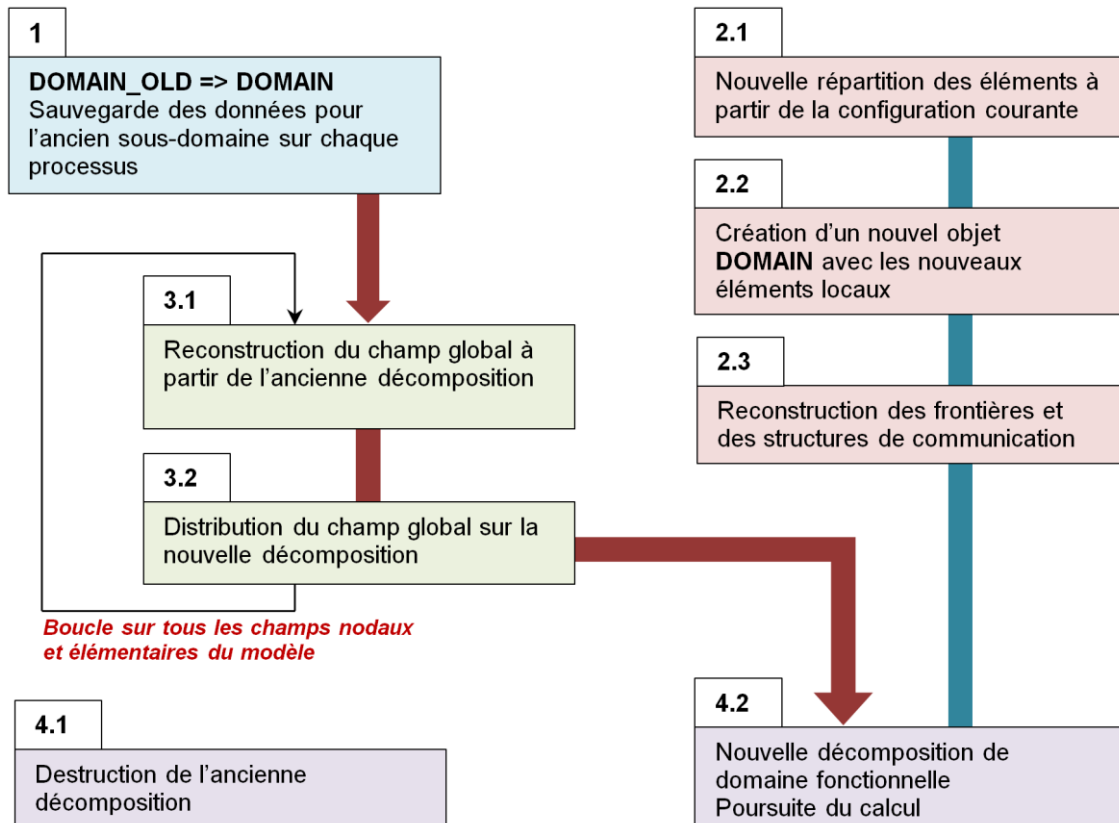 1
DOMAIN_OLD => DOMAIN
Sauvegarde des données pour
l'ancien sous-domaine sur chaque
processus
2.1
Nouvelle répartition des éléments à
partir de la configuration courante
2.2
Création d'un nouvel objet
DOMAIN avec les nouveaux
éléments locaux
2.3
Reconstruction des frontières et
des structures de communication
3.1
Reconstruction du champ global à
partir de l'ancienne décomposition
3.2
Distribution du champ global sur la
nouvelle décomposition
Boucle sur tous les champs nodaux
et élémentaires du modèle
4.1
Destruction de l'ancienne
décomposition
4.2
Nouvelle décomposition de
domaine fonctionnelle
Poursuite du calcul